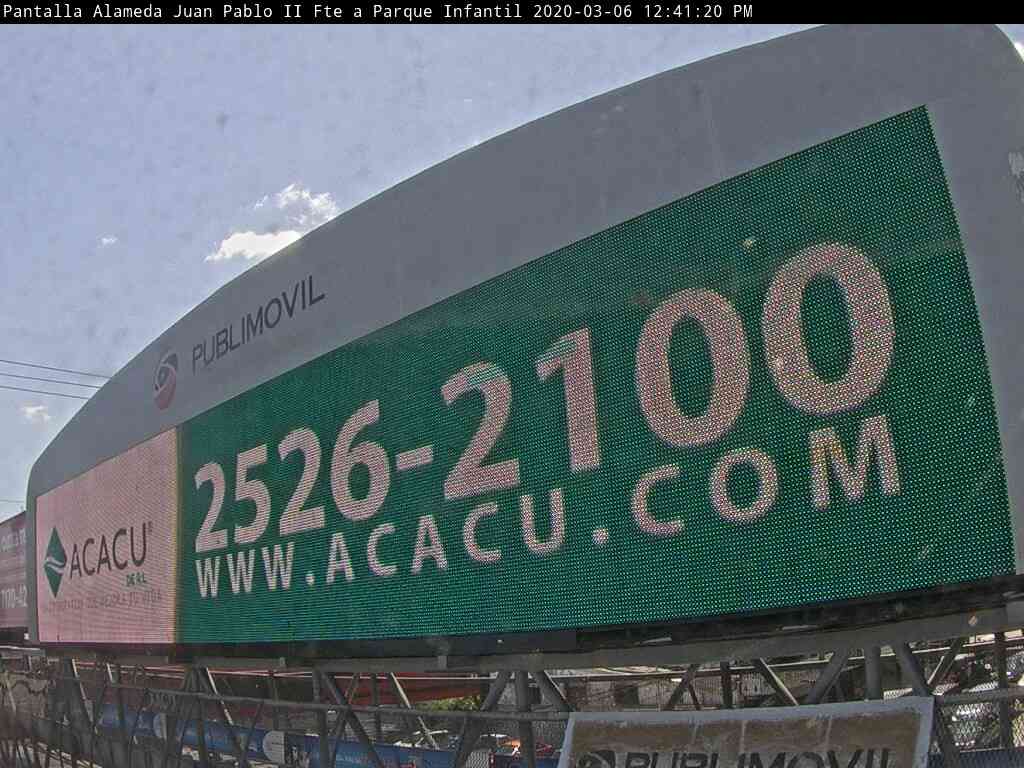 Pantalla Alameda Juan Pablo II Fte a Parque Infantil 2020-03-06 12:41:20 PM
PUBLIMOVIL
2526-2100
WWW.ACACU.COM
ACACU®
DE R.L.
PUBLIMOVIL